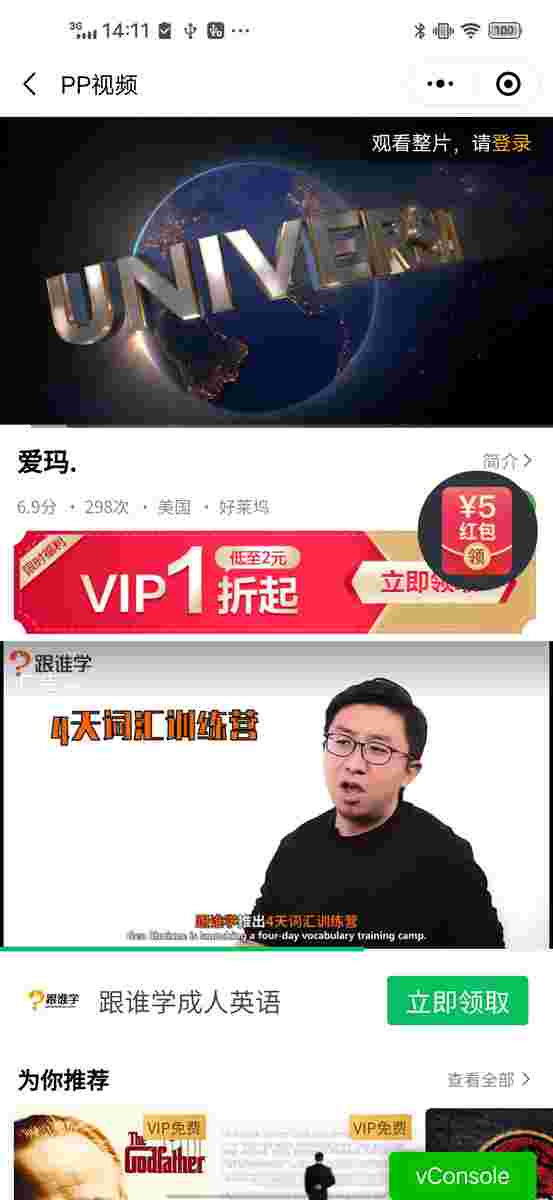 3G 14:11 100
PP视频
观看整片，请登录
UNIVER
爱玛.
简介
6.9分 · 298次 · 美国 · 好莱坞
¥5
红包
领
限时福利
VIP1折起
低至2元
立即领取
跟谁学
4天词汇训练营
跟谁学推出4天词汇训练营
is launching a four-day vocabulary training camp.
跟谁学
跟谁学成人英语
立即领取
为你推荐
查看全部
VIP免费
The
Godfather
VIP免费
vConsole